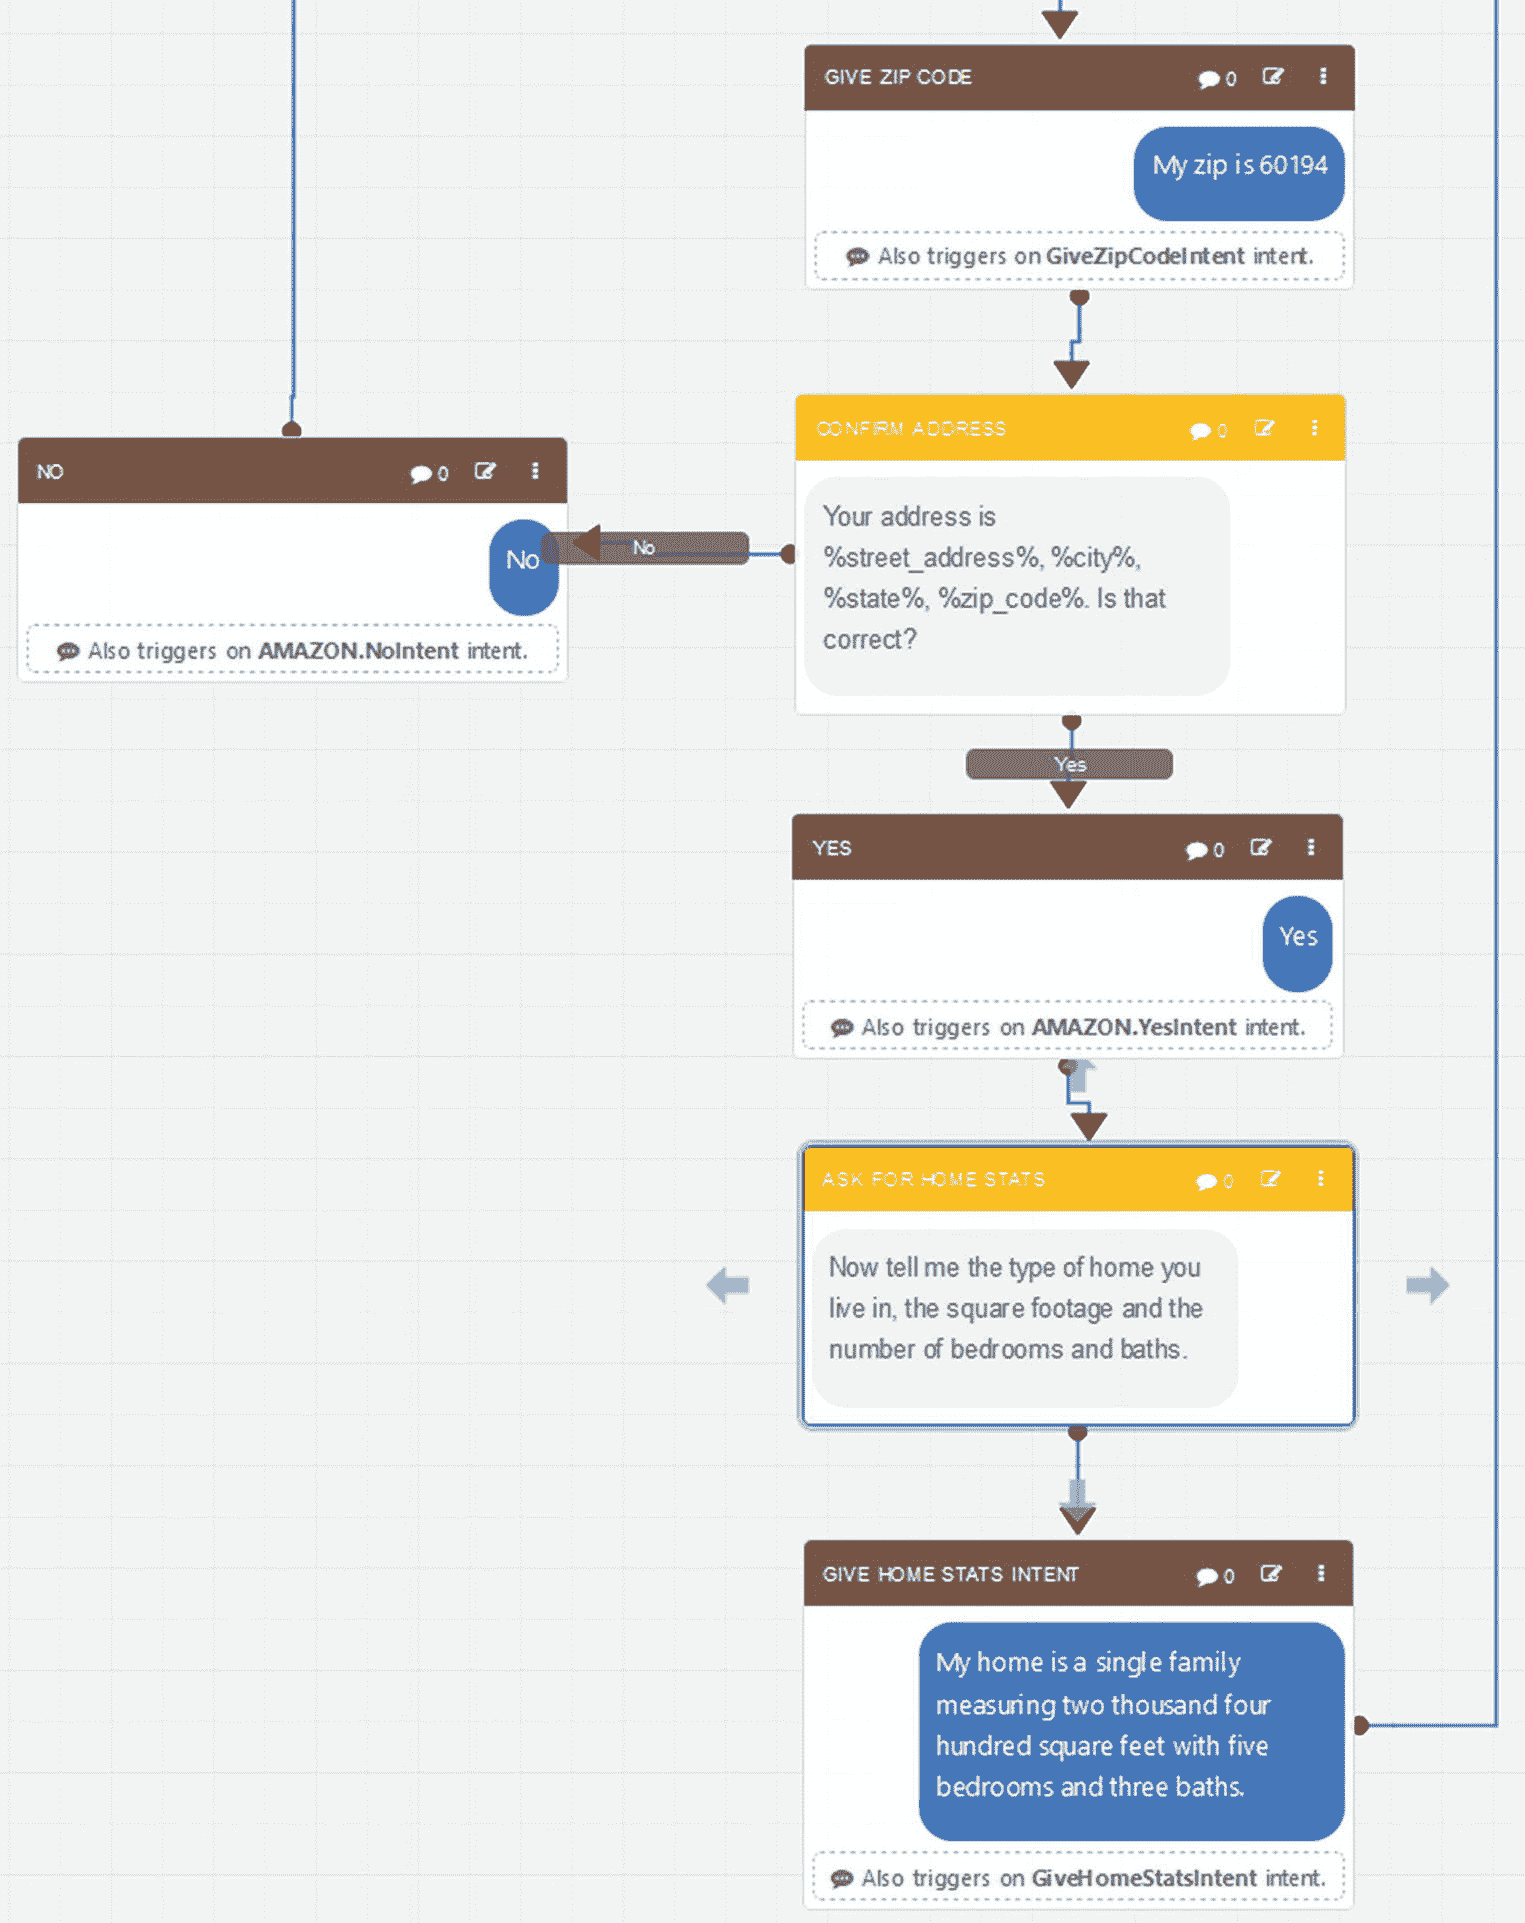 GIVE ZIP CODE 0
My zip is 60194
Also triggers on GiveZipCodeIntent intent.
CONFIRM ADDRESS 0
Your address is
%street_address%, %city%,
%state%, %zip_code%. Is that
correct?
NO 0
No
No
Also triggers on AMAZON.NoIntent intent.
Yes
YES 0
Yes
Also triggers on AMAZON.YesIntent intent.
ASK FOR HOME STATS 0
Now tell me the type of home you
live in, the square footage and the
number of bedrooms and baths.
GIVE HOME STATS INTENT 0
My home is a single family
measuring two thousand four
hundred square feet with five
bedrooms and three baths.
Also triggers on GiveHomeStatsIntent intent.